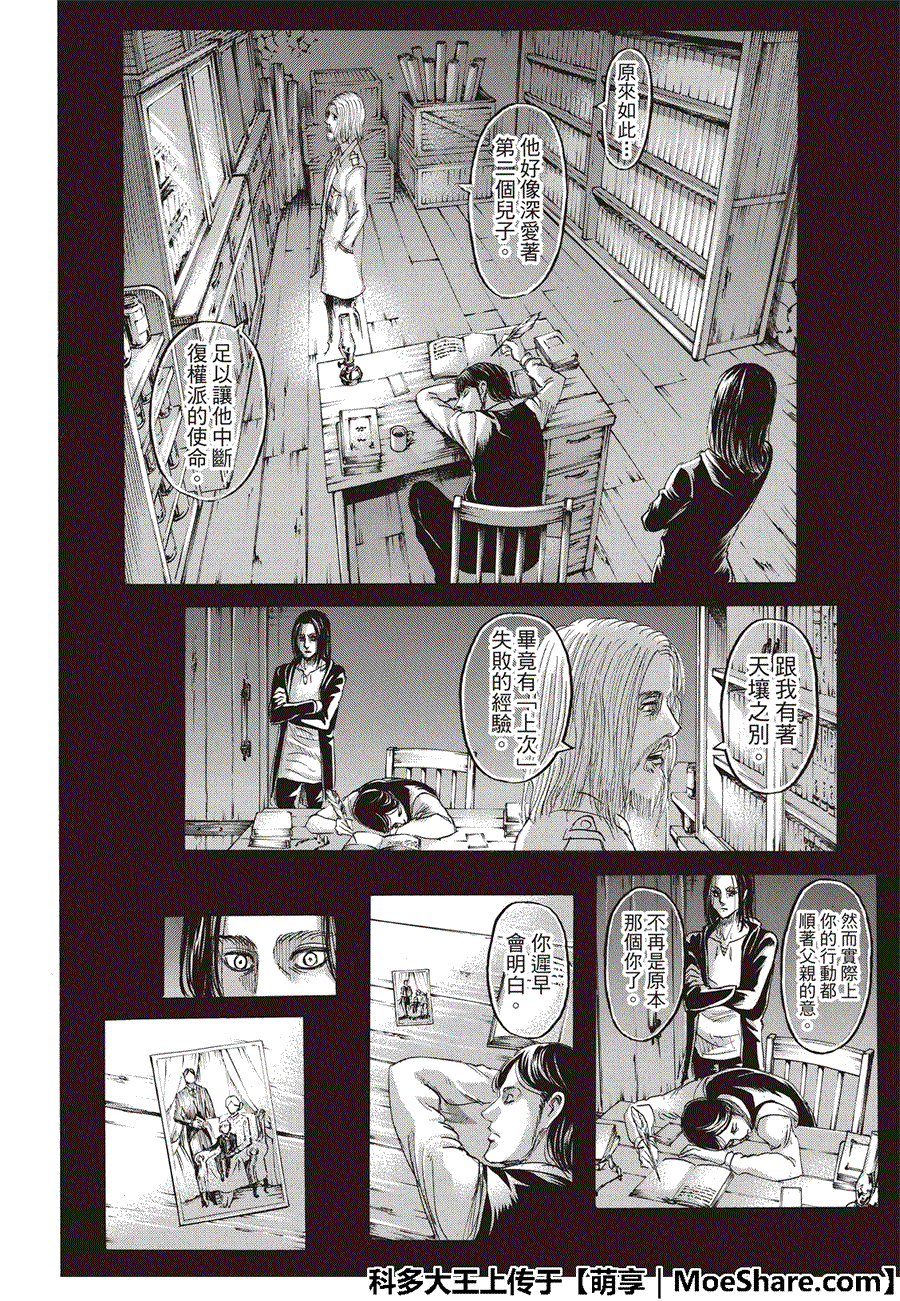 原來如此…
他好像深愛著
第二個兒子。
足以讓他中斷
復權派的使命。
跟我有著
天壤之別。
畢竟有「上次」
失敗的經驗。
然而實際上
你的行動都
順著父親的意。
不再是原本
那個你了。
你遲早
會明白。
科多大王上传于【萌享｜MoeShare.com】